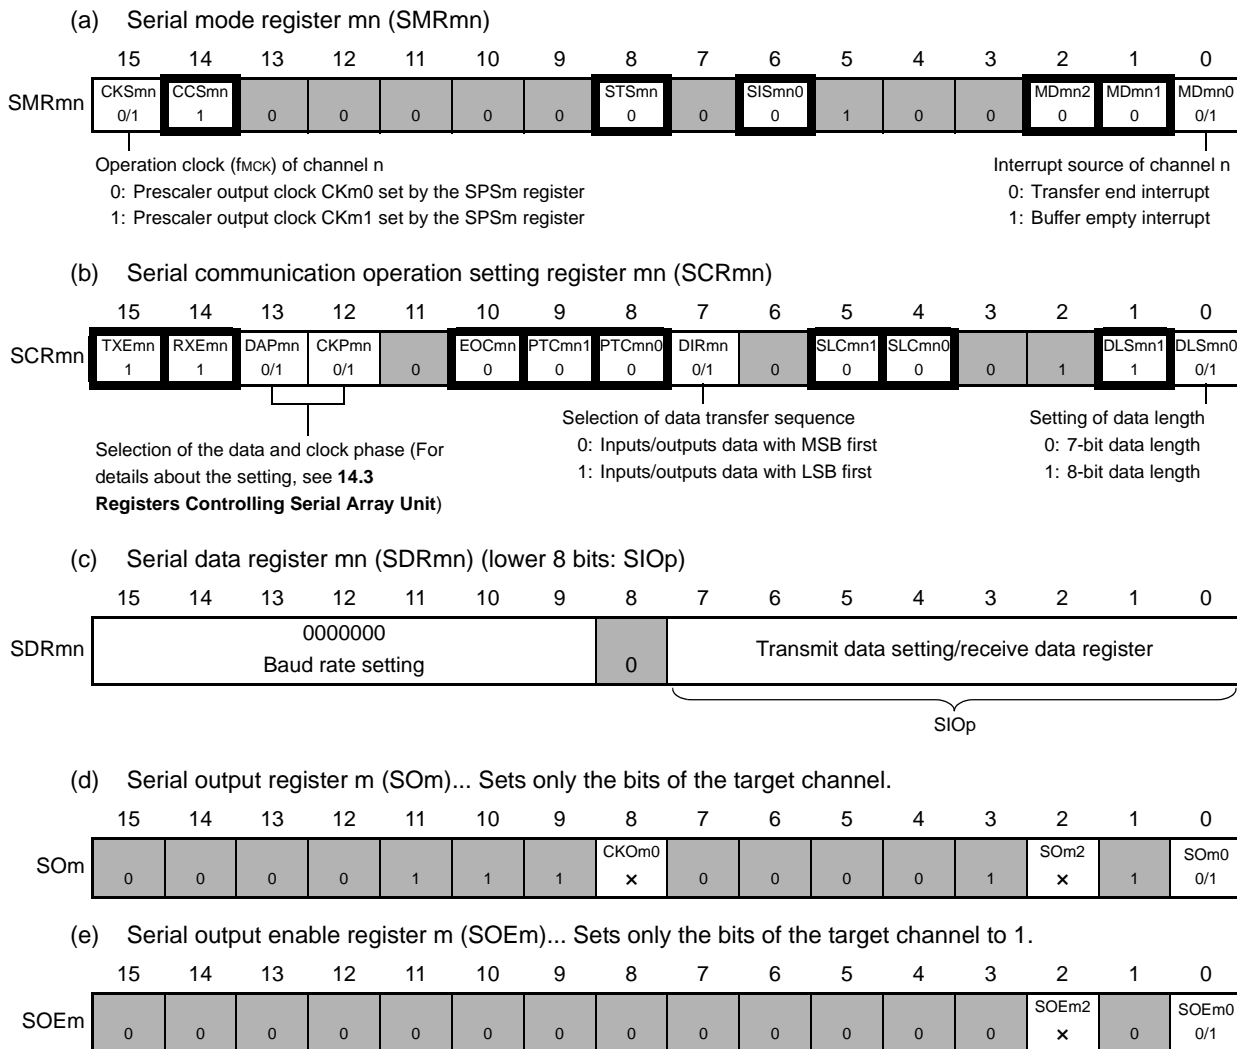 (a) Serial mode register mn (SMRmn)
15 14 13 12 11 10 9 8 7 6 5 4 3 2 1 0
SMRmn CKSmn CCSmn STSmn SISmn0 MDmn2 MDmn1 MDmn0
0/1 1 0 0 0 0 0 0 0 0 1 0 0 0 0 0/1
Operation clock (fMCK) of channel n
0: Prescaler output clock CKm0 set by the SPSm register
1: Prescaler output clock CKm1 set by the SPSm register
Interrupt source of channel n
0: Transfer end interrupt
1: Buffer empty interrupt
(b) Serial communication operation setting register mn (SCRmn)
15 14 13 12 11 10 9 8 7 6 5 4 3 2 1 0
SCRmn TXEmn RXEmn DAPmn CKPmn EOCmn PTCmn1 PTCmn0 DIRmn SLCmn1 SLCmn0 DLSmn1 DLSmn0
1 1 0/1 0/1 0 0 0 0 0/1 0 0 0 0 1 1 0/1
Selection of the data and clock phase (For
details about the setting, see 14.3
Registers Controlling Serial Array Unit)
Selection of data transfer sequence
0: Inputs/outputs data with MSB first
1: Inputs/outputs data with LSB first
Setting of data length
0: 7-bit data length
1: 8-bit data length
(c) Serial data register mn (SDRmn) (lower 8 bits: SIOp)
15 14 13 12 11 10 9 8 7 6 5 4 3 2 1 0
SDRmn 0000000
Baud rate setting
0
Transmit data setting/receive data register
SIOp
(d) Serial output register m (SOm)... Sets only the bits of the target channel.
15 14 13 12 11 10 9 8 7 6 5 4 3 2 1 0
SOm CKOm0 SOm2 SOm0
0 0 0 0 1 1 1 × 0 0 0 0 1 × 1 0/1
(e) Serial output enable register m (SOEm)... Sets only the bits of the target channel to 1.
15 14 13 12 11 10 9 8 7 6 5 4 3 2 1 0
SOEm SOEm2 SOEm0
0 0 0 0 0 0 0 0 0 0 0 0 0 × 0 0/1